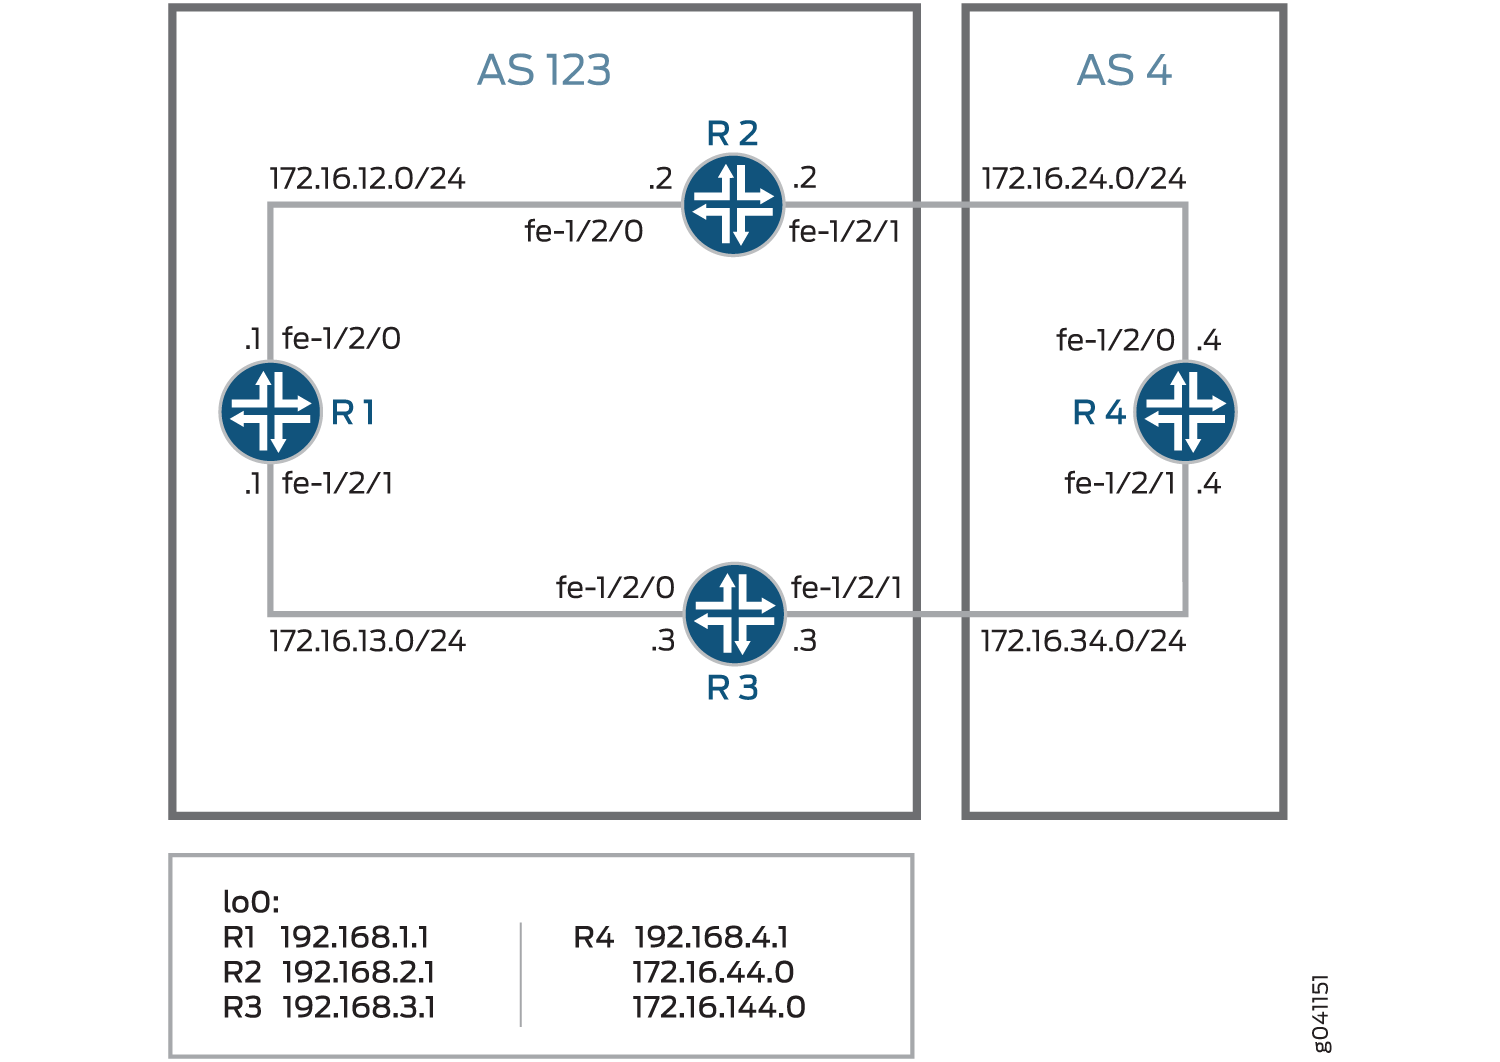 AS 123
AS 4
R 2
172.16.12.0/24
.2
.2
172.16.24.0/24
fe-1/2/0
fe-1/2/1
.1
fe-1/2/0
fe-1/2/0
.4
R 1
R 4
.1
fe-1/2/1
fe-1/2/1
.4
fe-1/2/0
fe-1/2/1
172.16.13.0/24
.3
.3
172.16.34.0/24
R 3
lo0:
R1 192.168.1.1
R2 192.168.2.1
R3 192.168.3.1
R4 192.168.4.1
172.16.44.0
172.16.144.0
g041151